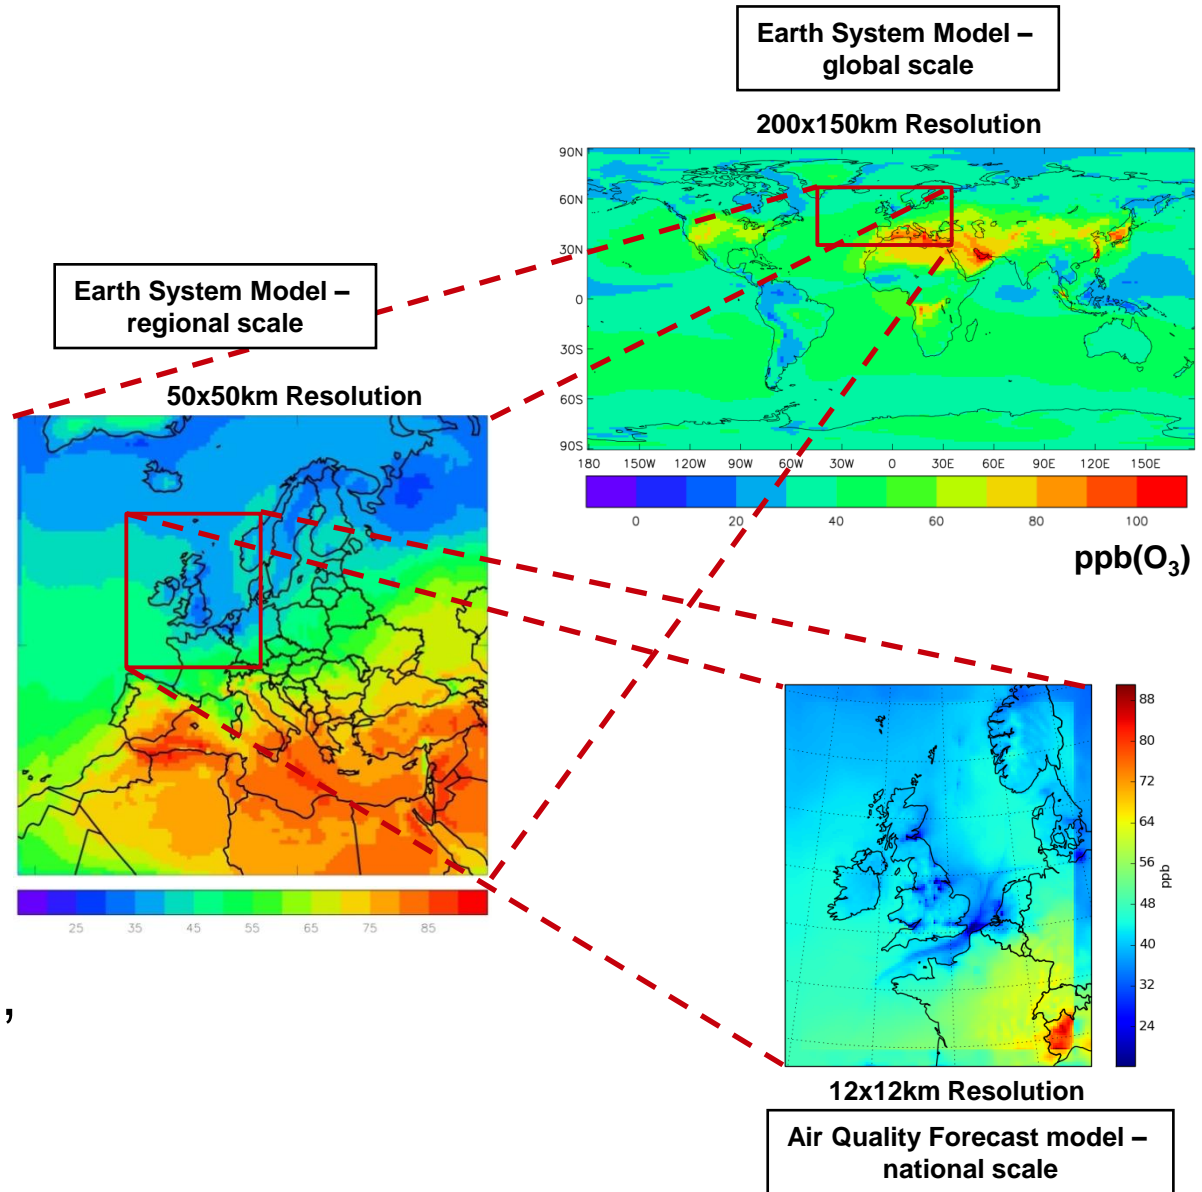 Earth System Model –
global scale
200x150km Resolution
90N
60N
30N
0
30S
60S
90S
180 150W 120W 90W 60W 30W 0 30E 60E 90E 120E 150E
0 20 40 60 80 100
ppb(O₃)
Earth System Model –
regional scale
50x50km Resolution
25 35 45 55 65 75 85
,
88
80
72
64
56
48
40
32
24
ppb
12x12km Resolution
Air Quality Forecast model –
national scale